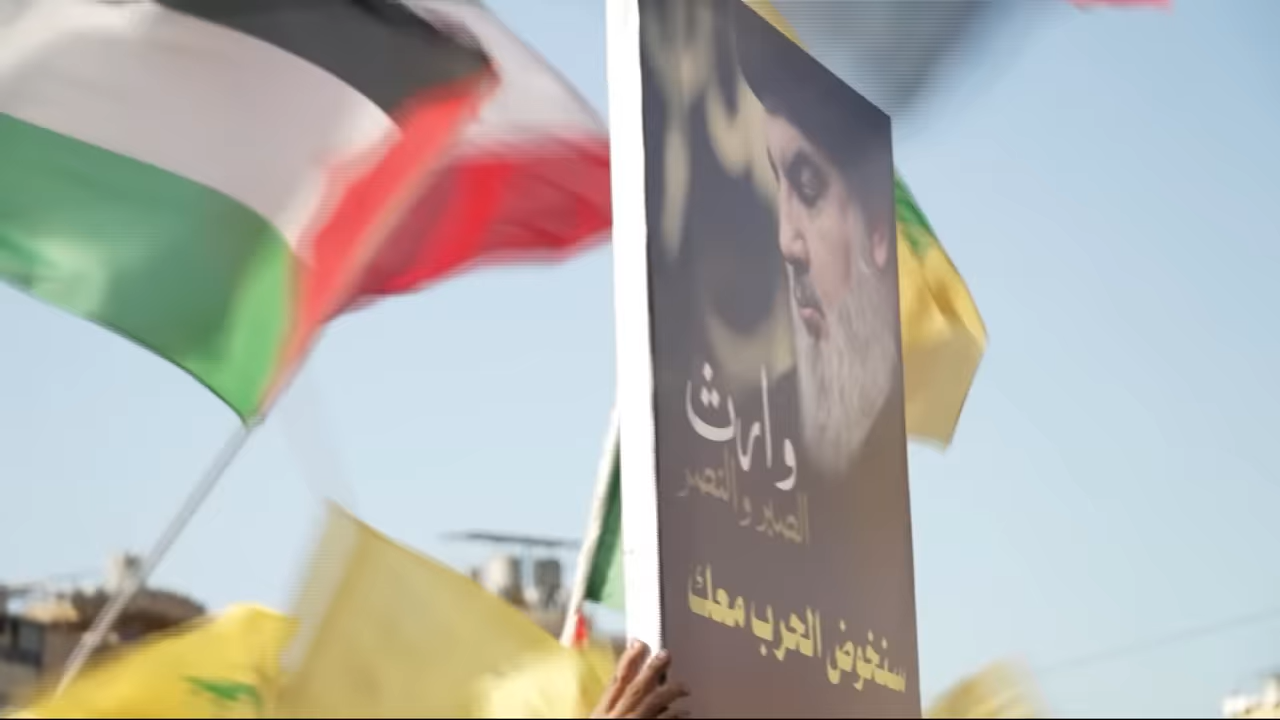 وارث
الصبر والنصر
سنخوض الحرب معك